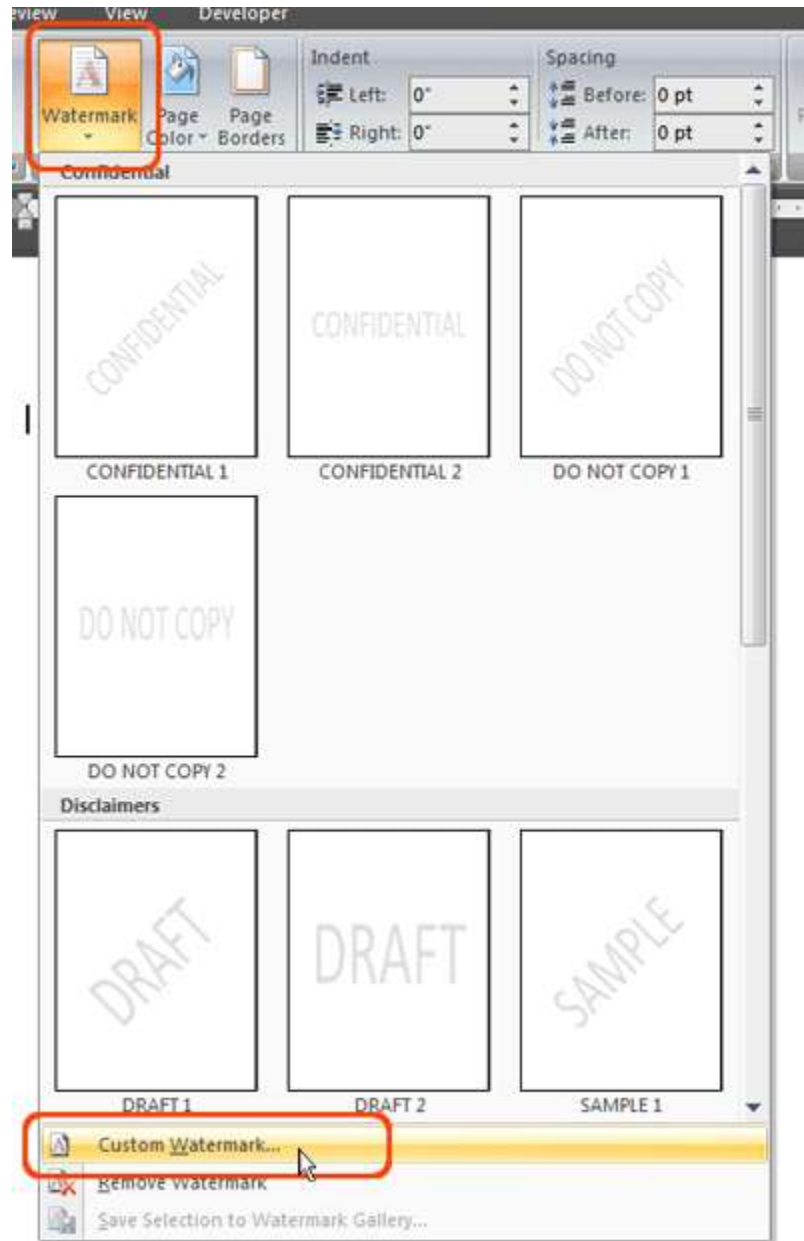 View Developer
Watermark
Page Color
Page Borders
Indent
Left: 0"
Right: 0"
Spacing
Before: 0 pt
After: 0 pt
Confidential
CONFIDENTIAL
CONFIDENTIAL
DO NOT COPY
CONFIDENTIAL 1
CONFIDENTIAL 2
DO NOT COPY 1
DO NOT COPY
DO NOT COPY 2
Disclaimers
DRAFT
DRAFT
SAMPLE
DRAFT 1
DRAFT 2
SAMPLE 1
Custom Watermark...
Remove Watermark
Save Selection to Watermark Gallery...